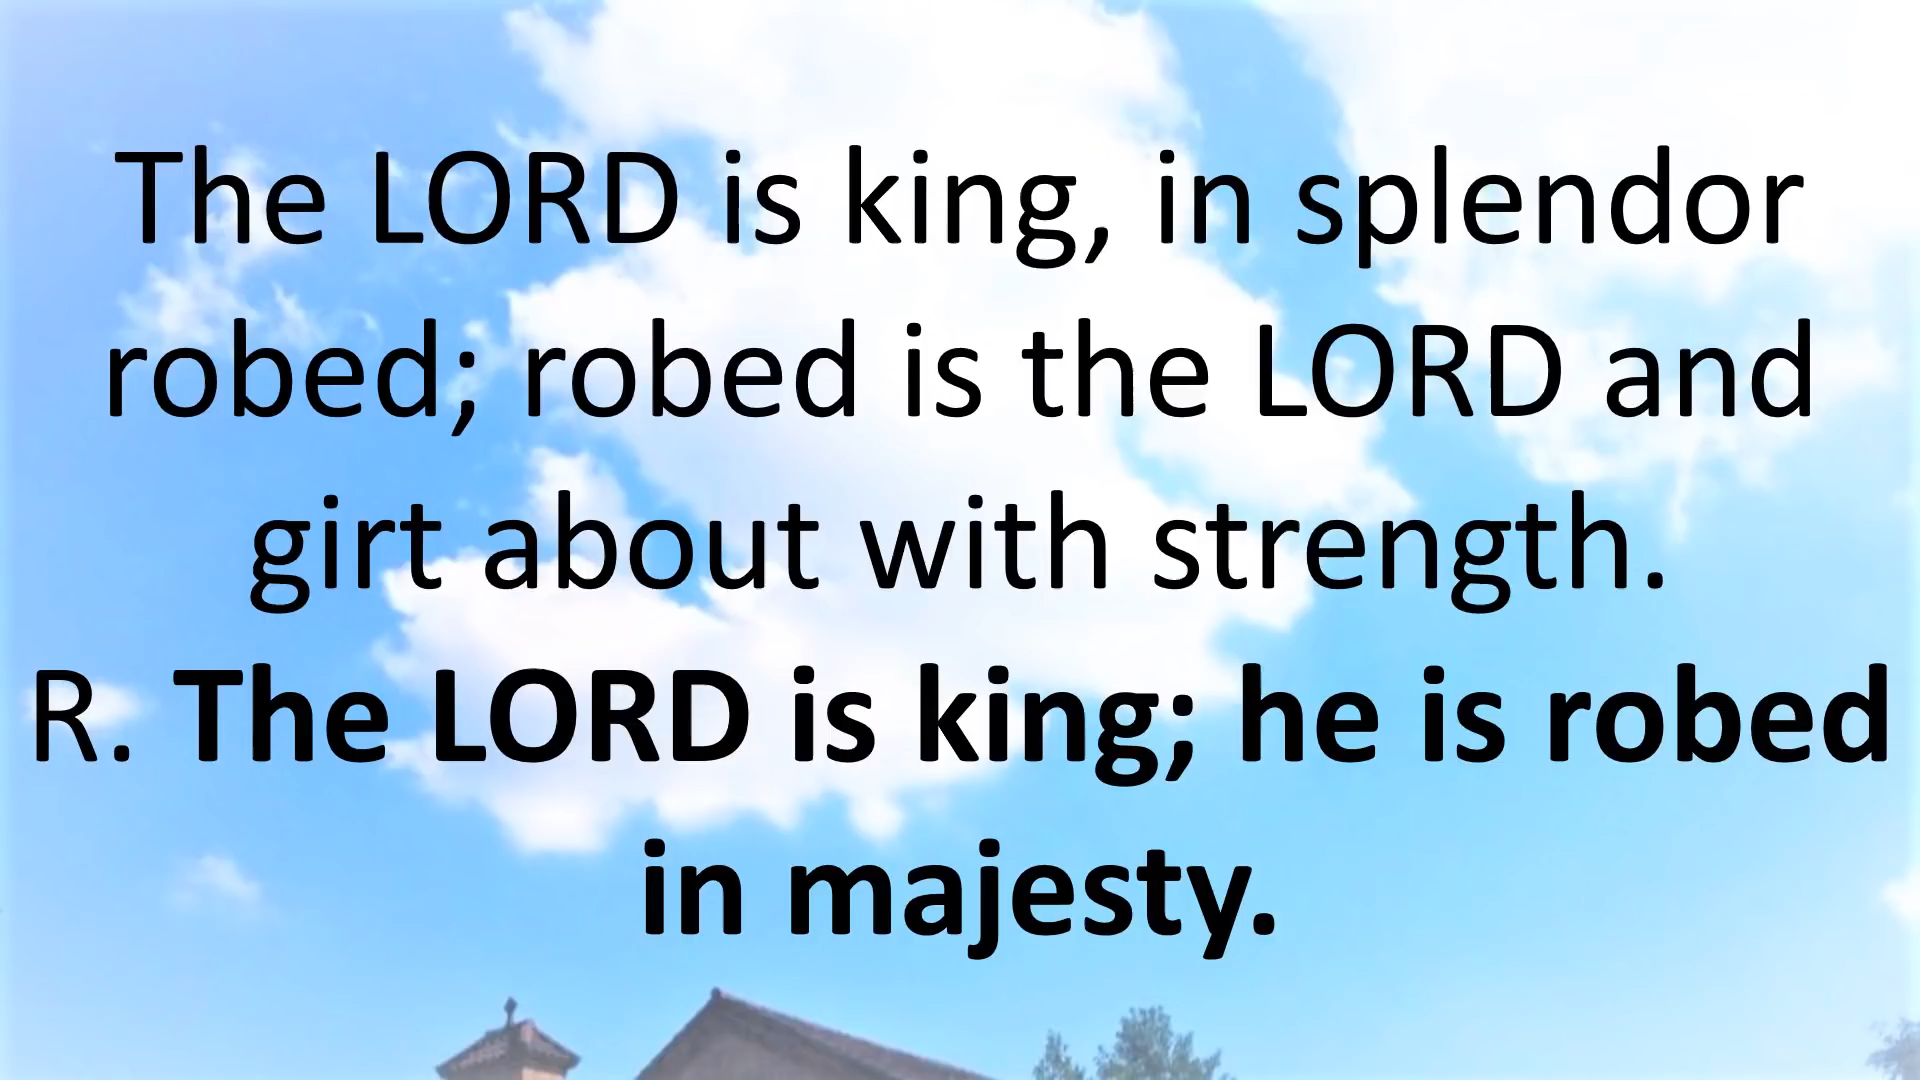 The LORD is king, in splendor
robed; robed is the LORD and
girt about with strength.
R. The LORD is king; he is robed
in majesty.